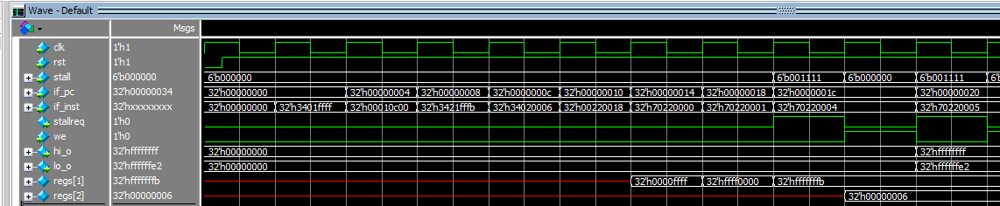 Wave - Default
Msgs
clk 1'h1
rst 1'h1
stall 6'b000000 6'b000000 6'b001111 6'b000000 6'b001111 6'b
if_pc 32'h00000034 32'h00000000 32'h00000004 32'h00000008 32'h0000000c 32'h00000010 32'h00000014 32'h00000018 32'h0000001c 32'h00000020
if_inst 32'hxxxxxxxx 32'h00000000 32'h3401ffff 32'h00010c00 32'h3421fffb 32'h34020006 32'h00220018 32'h70220000 32'h70220001 32'h70220004 32'h70220005
stallreq 1'h0
we 1'h0
hi_o 32'hffffffff 32'h00000000 32'hffffffff
lo_o 32'hffffffe2 32'h00000000 32'hffffffe2
regs[1] 32'hfffffffb 32'h0000ffff 32'hffff0000 32'hfffffffb
regs[2] 32'h00000006 32'h00000006